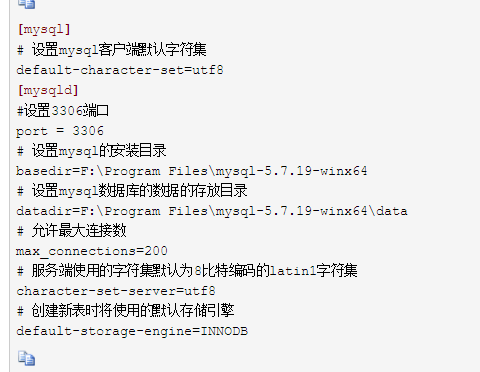 [mysql]
# 设置mysql客户端默认字符集
default-character-set=utf8
[mysqld]
#设置3306端口
port = 3306
# 设置mysql的安装目录
basedir=F:\Program Files\mysql-5.7.19-winx64
# 设置mysql数据库的数据的存放目录
datadir=F:\Program Files\mysql-5.7.19-winx64\data
# 允许最大连接数
max_connections=200
# 服务端使用的字符集默认为8比特编码的latin1字符集
character-set-server=utf8
# 创建新表时将使用的默认存储引擎
default-storage-engine=INNODB